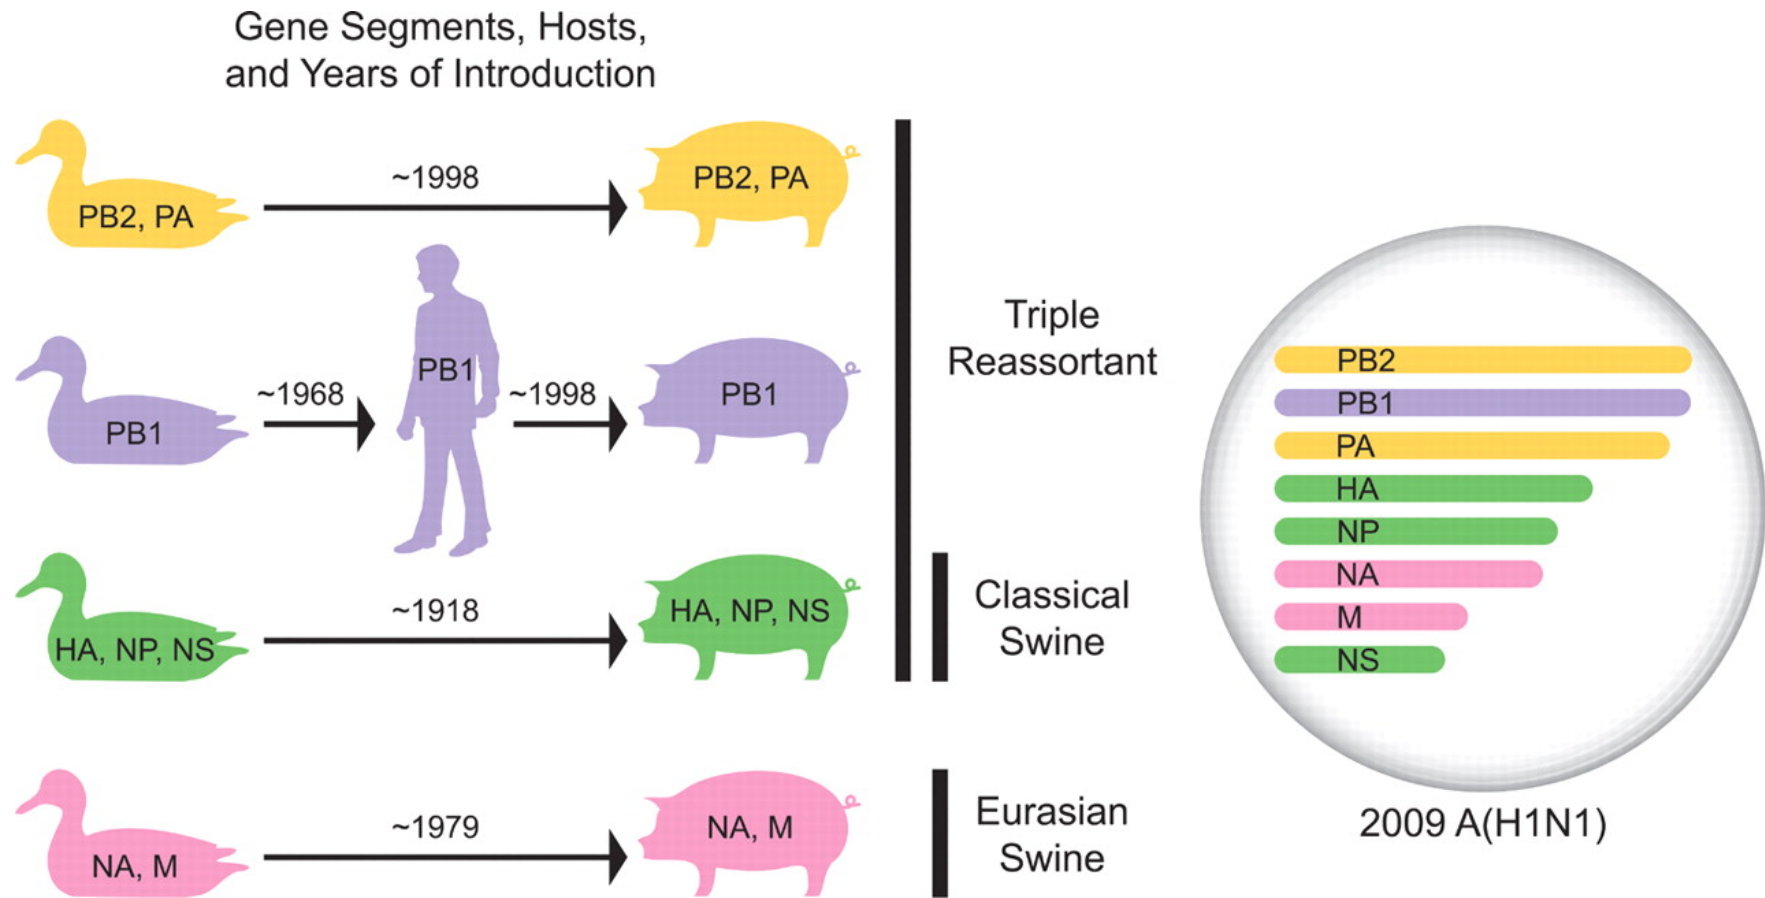 Gene Segments, Hosts,
and Years of Introduction
PB2, PA
~1998
PB2, PA
PB1
~1968
PB1
~1998
PB1
HA, NP, NS
~1918
HA, NP, NS
NA, M
~1979
NA, M
Triple
Reassortant
Classical
Swine
Eurasian
Swine
PB2
PB1
PA
HA
NP
NA
M
NS
2009 A(H1N1)